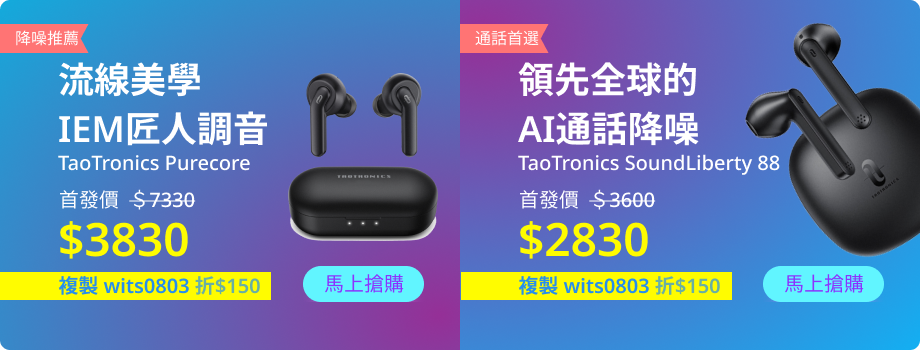 降噪推薦
流線美學
IEM匠人調音
TaoTronics Purecore
首發價 $7330
$3830
複製 wits0803 折$150
馬上搶購
TAOTRONICS
通話首選
領先全球的
AI通話降噪
TaoTronics SoundLiberty 88
首發價 $3600
$2830
複製 wits0803 折$150
馬上搶購
TAOTRONICS